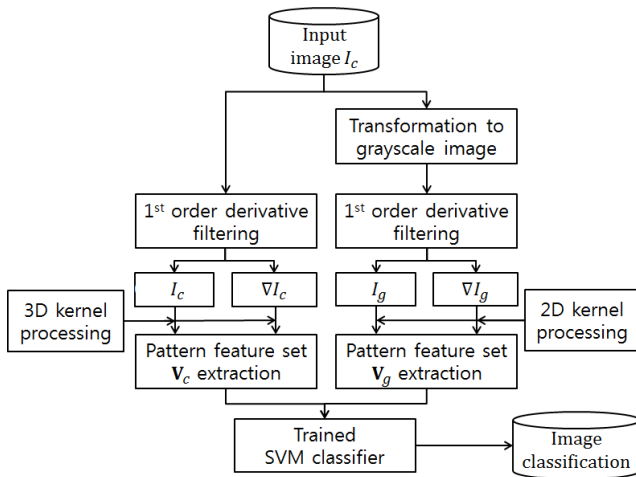 Input
image I_c
Transformation to
grayscale image
1st order derivative
filtering
1st order derivative
filtering
I_c
∇I_c
I_g
∇I_g
3D kernel
processing
2D kernel
processing
Pattern feature set
V_c extraction
Pattern feature set
V_g extraction
Trained
SVM classifier
Image
classification